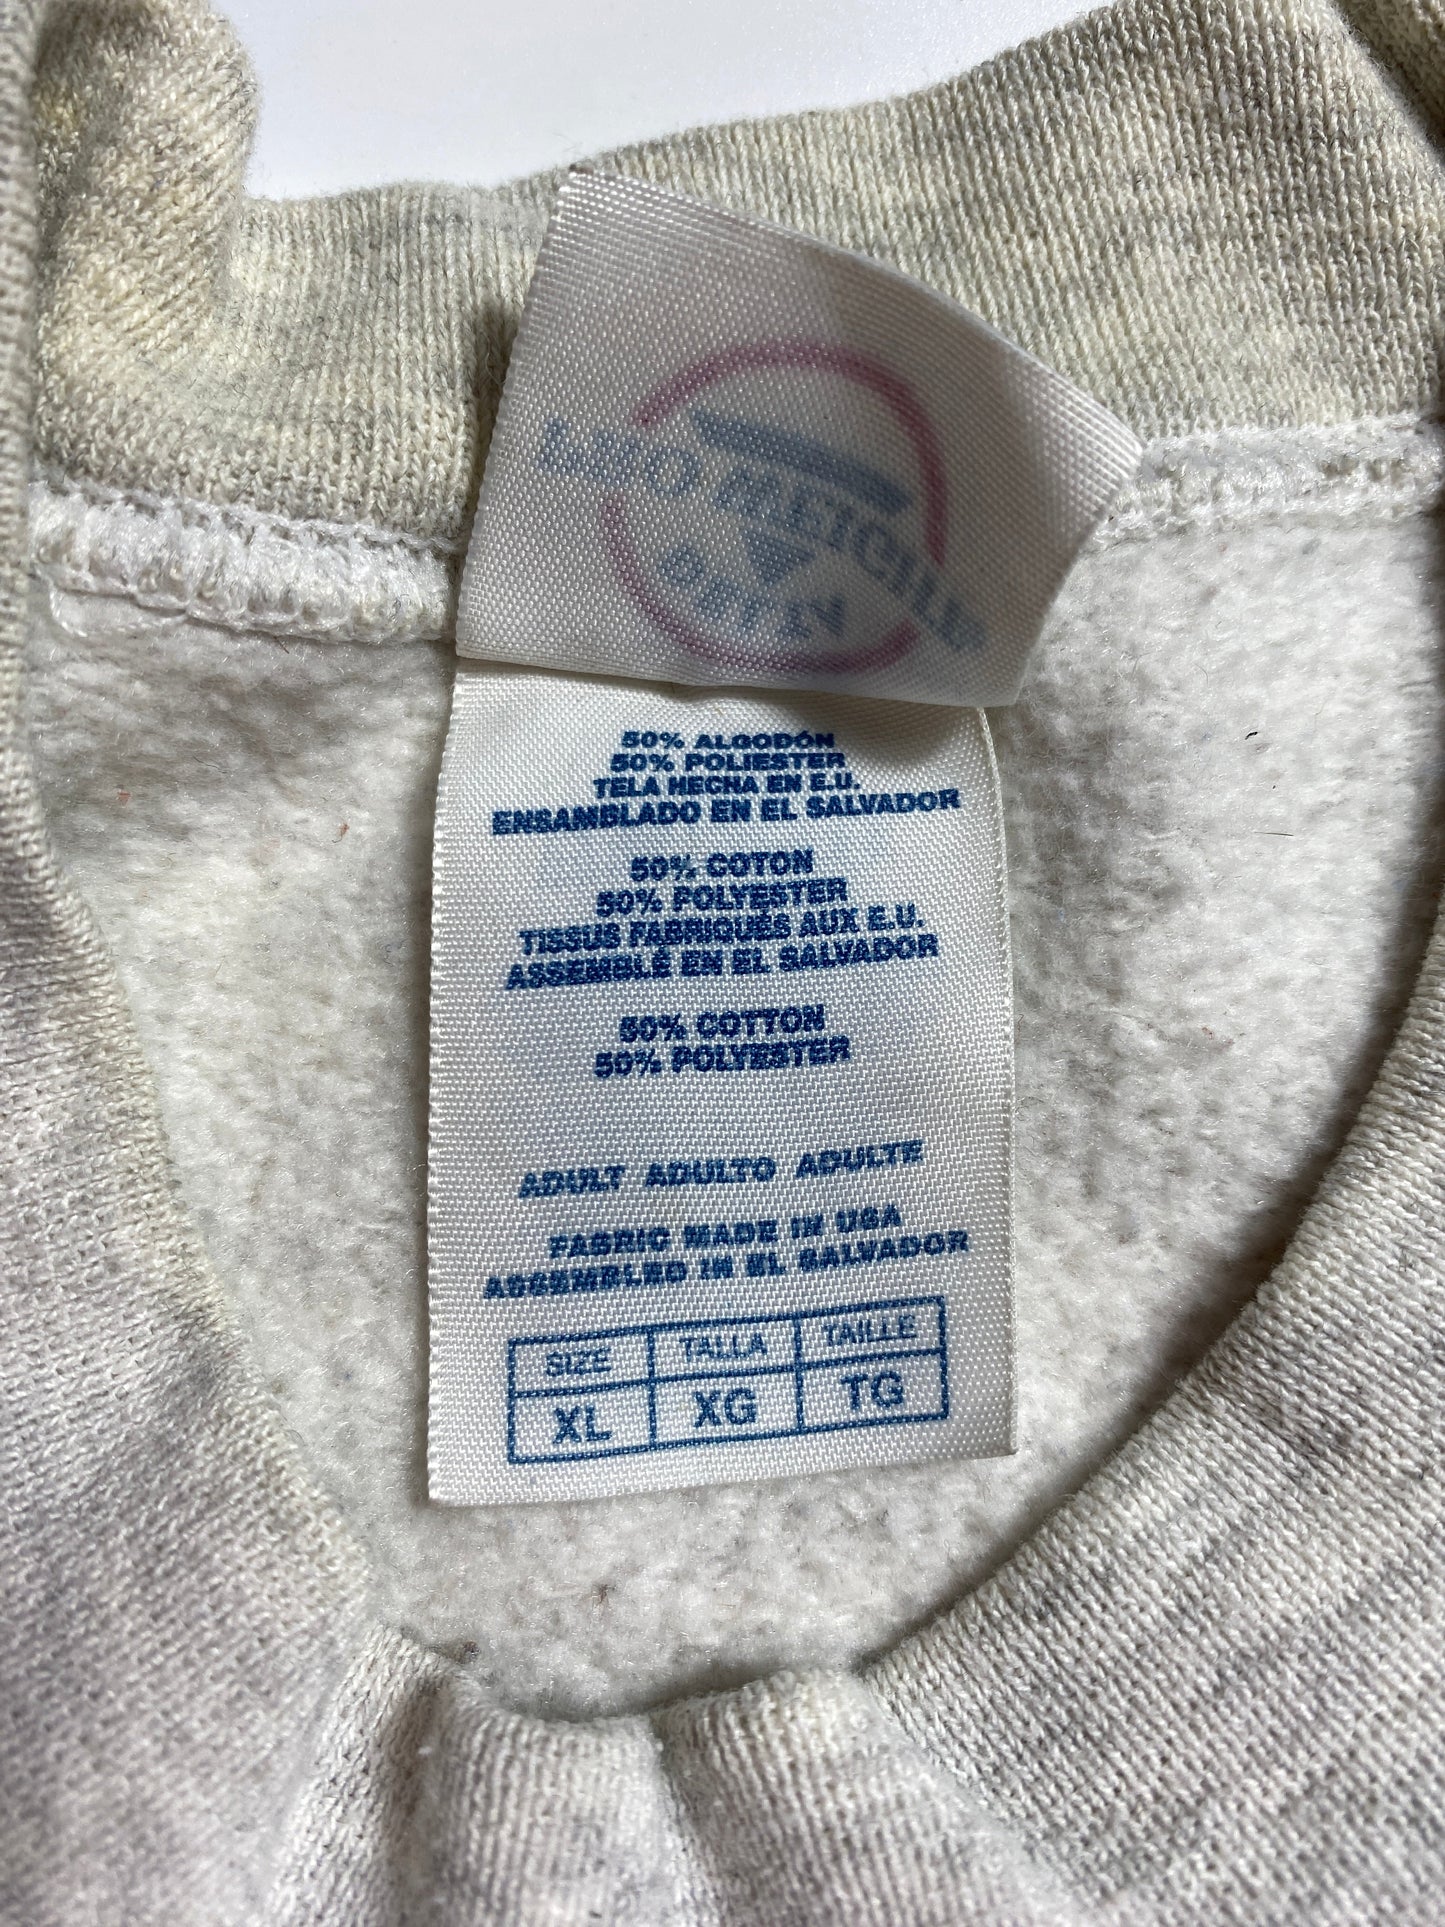 50% ALGODÓN
50% POLIESTER
TELA HECHA EN E.U.
ENSAMBLADO EN EL SALVADOR
50% COTON
50% POLYESTER
TISSUS FABRIQUÉS AUX E.U.
ASSEMBLÉ EN EL SALVADOR
50% COTTON
50% POLYESTER
ADULT ADULTO ADULTE
FABRIC MADE IN USA
ASSEMBLED IN EL SALVADOR
SIZE TALLA TAILLE
XL XG TG